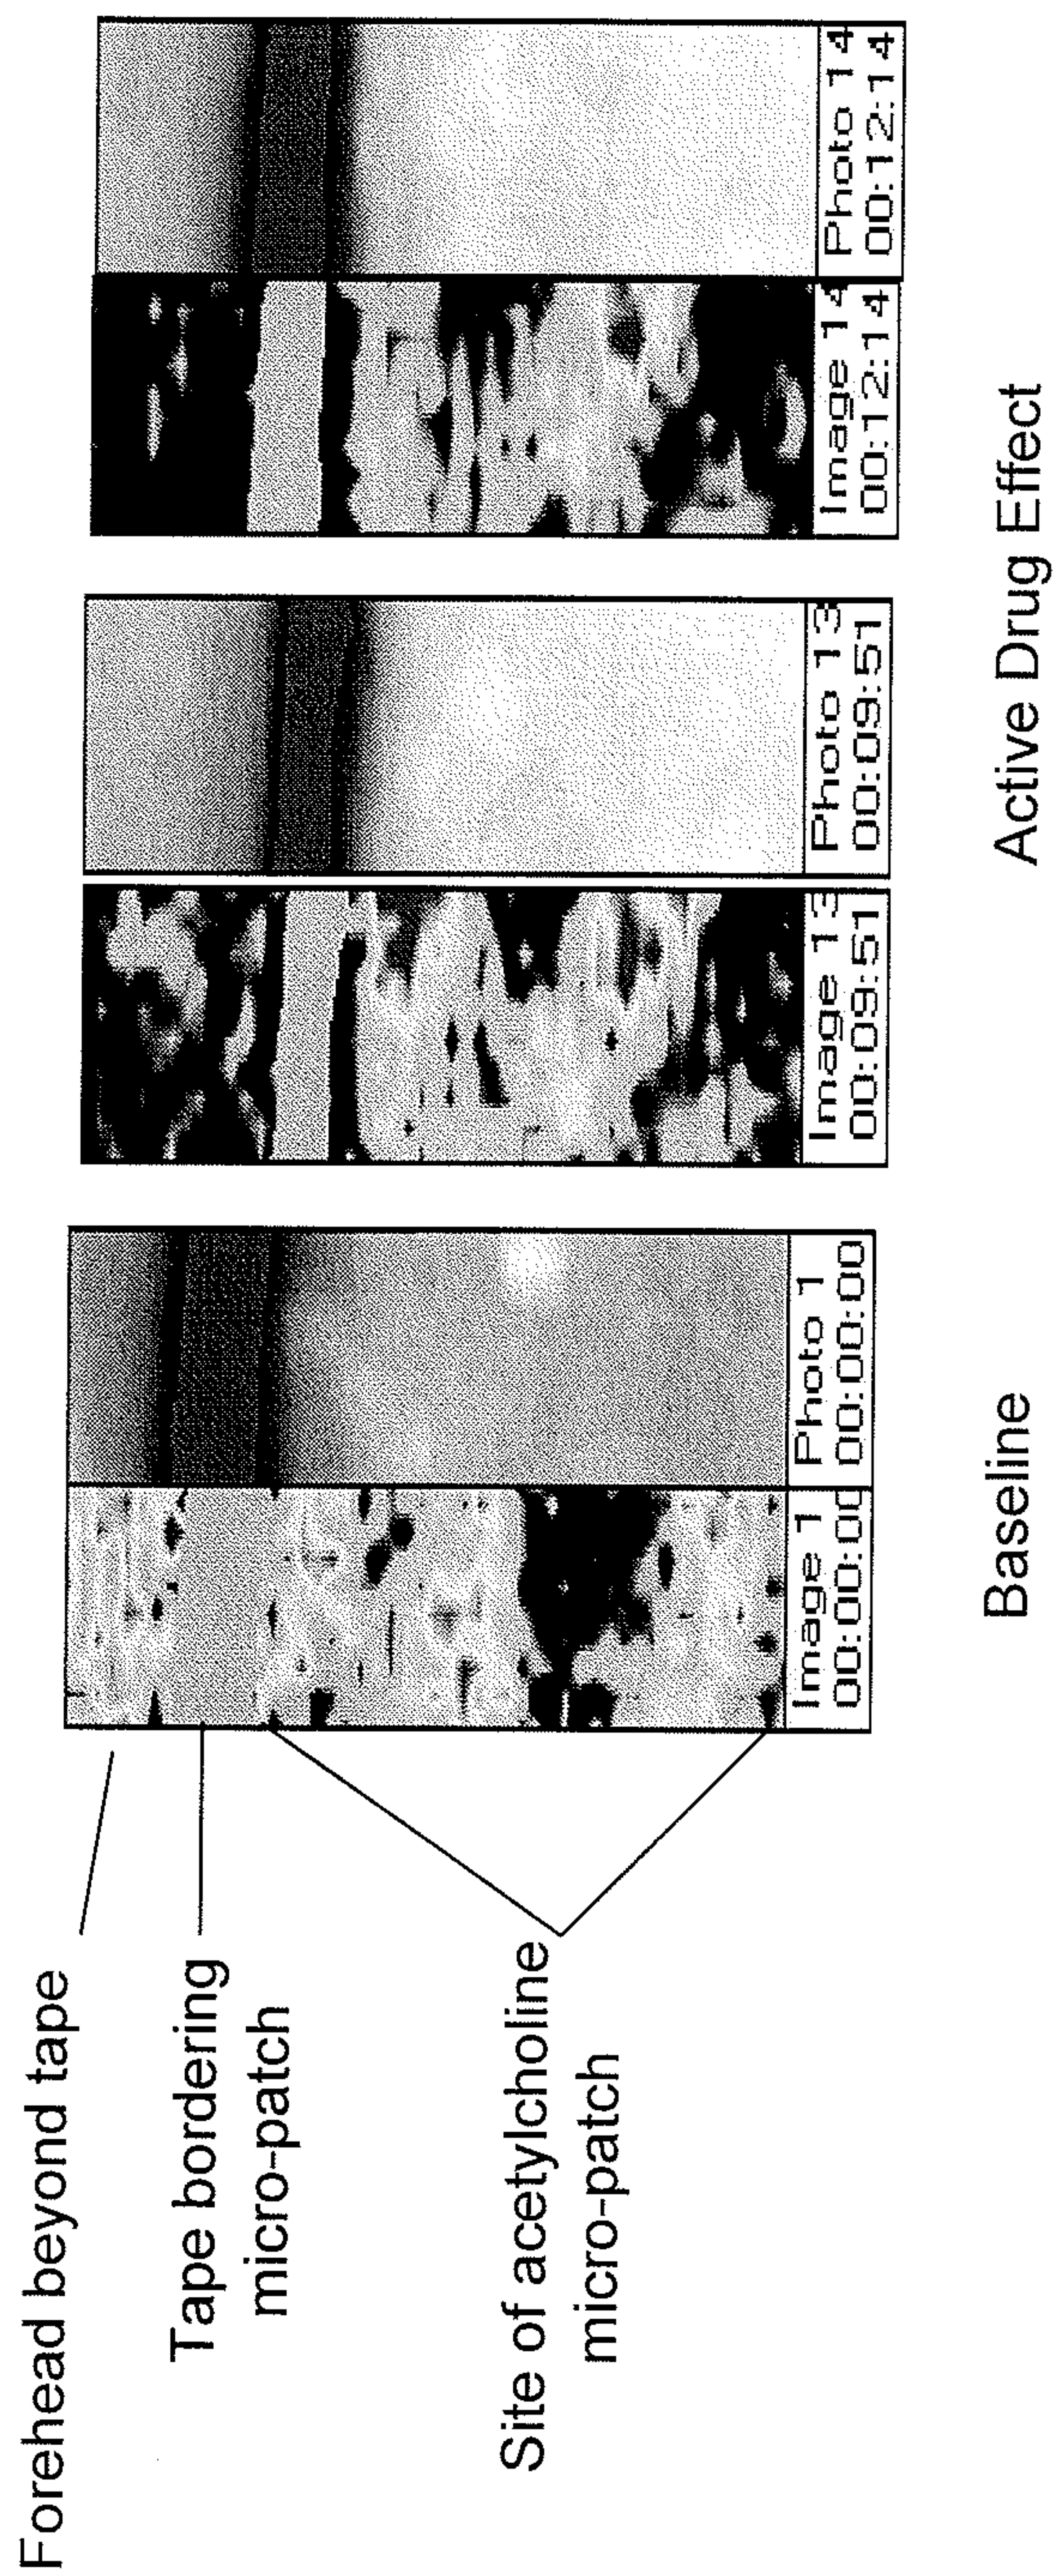 Forehead beyond tape
Tape bordering
micro-patch
Site of acetylcholine
micro-patch
Image 1
00:00:00
Photo 1
00:00:00
Image 13
00:09:51
Photo 13
00:09:51
Image 14
00:12:14
Photo 14
00:12:14
Baseline
Active Drug Effect